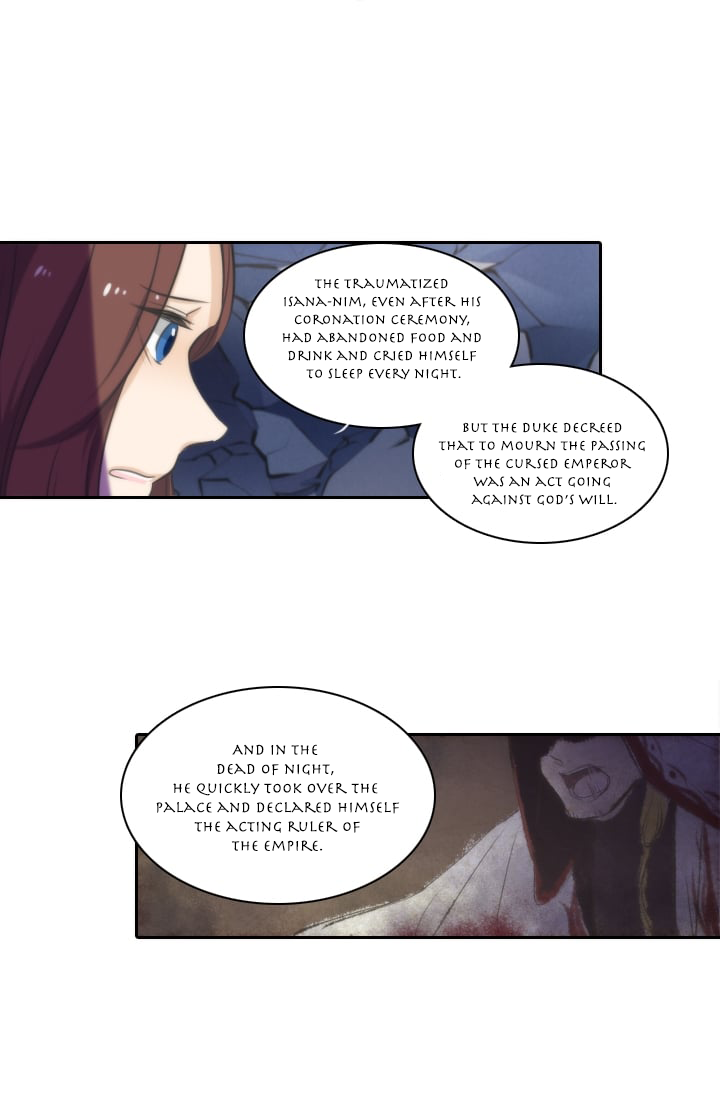 THE TRAUMATIZED
ISANA-NIM, EVEN AFTER HIS
CORONATION CEREMONY,
HAD ABANDONED FOOD AND
DRINK AND CRIED HIMSELF
TO SLEEP EVERY NIGHT.
BUT THE DUKE DECREED
THAT TO MOURN THE PASSING
OF THE CURSED EMPEROR
WAS AN ACT GOING
AGAINST GOD'S WILL.
AND IN THE
DEAD OF NIGHT,
HE QUICKLY TOOK OVER THE
PALACE AND DECLARED HIMSELF
THE ACTING RULER OF
THE EMPIRE.